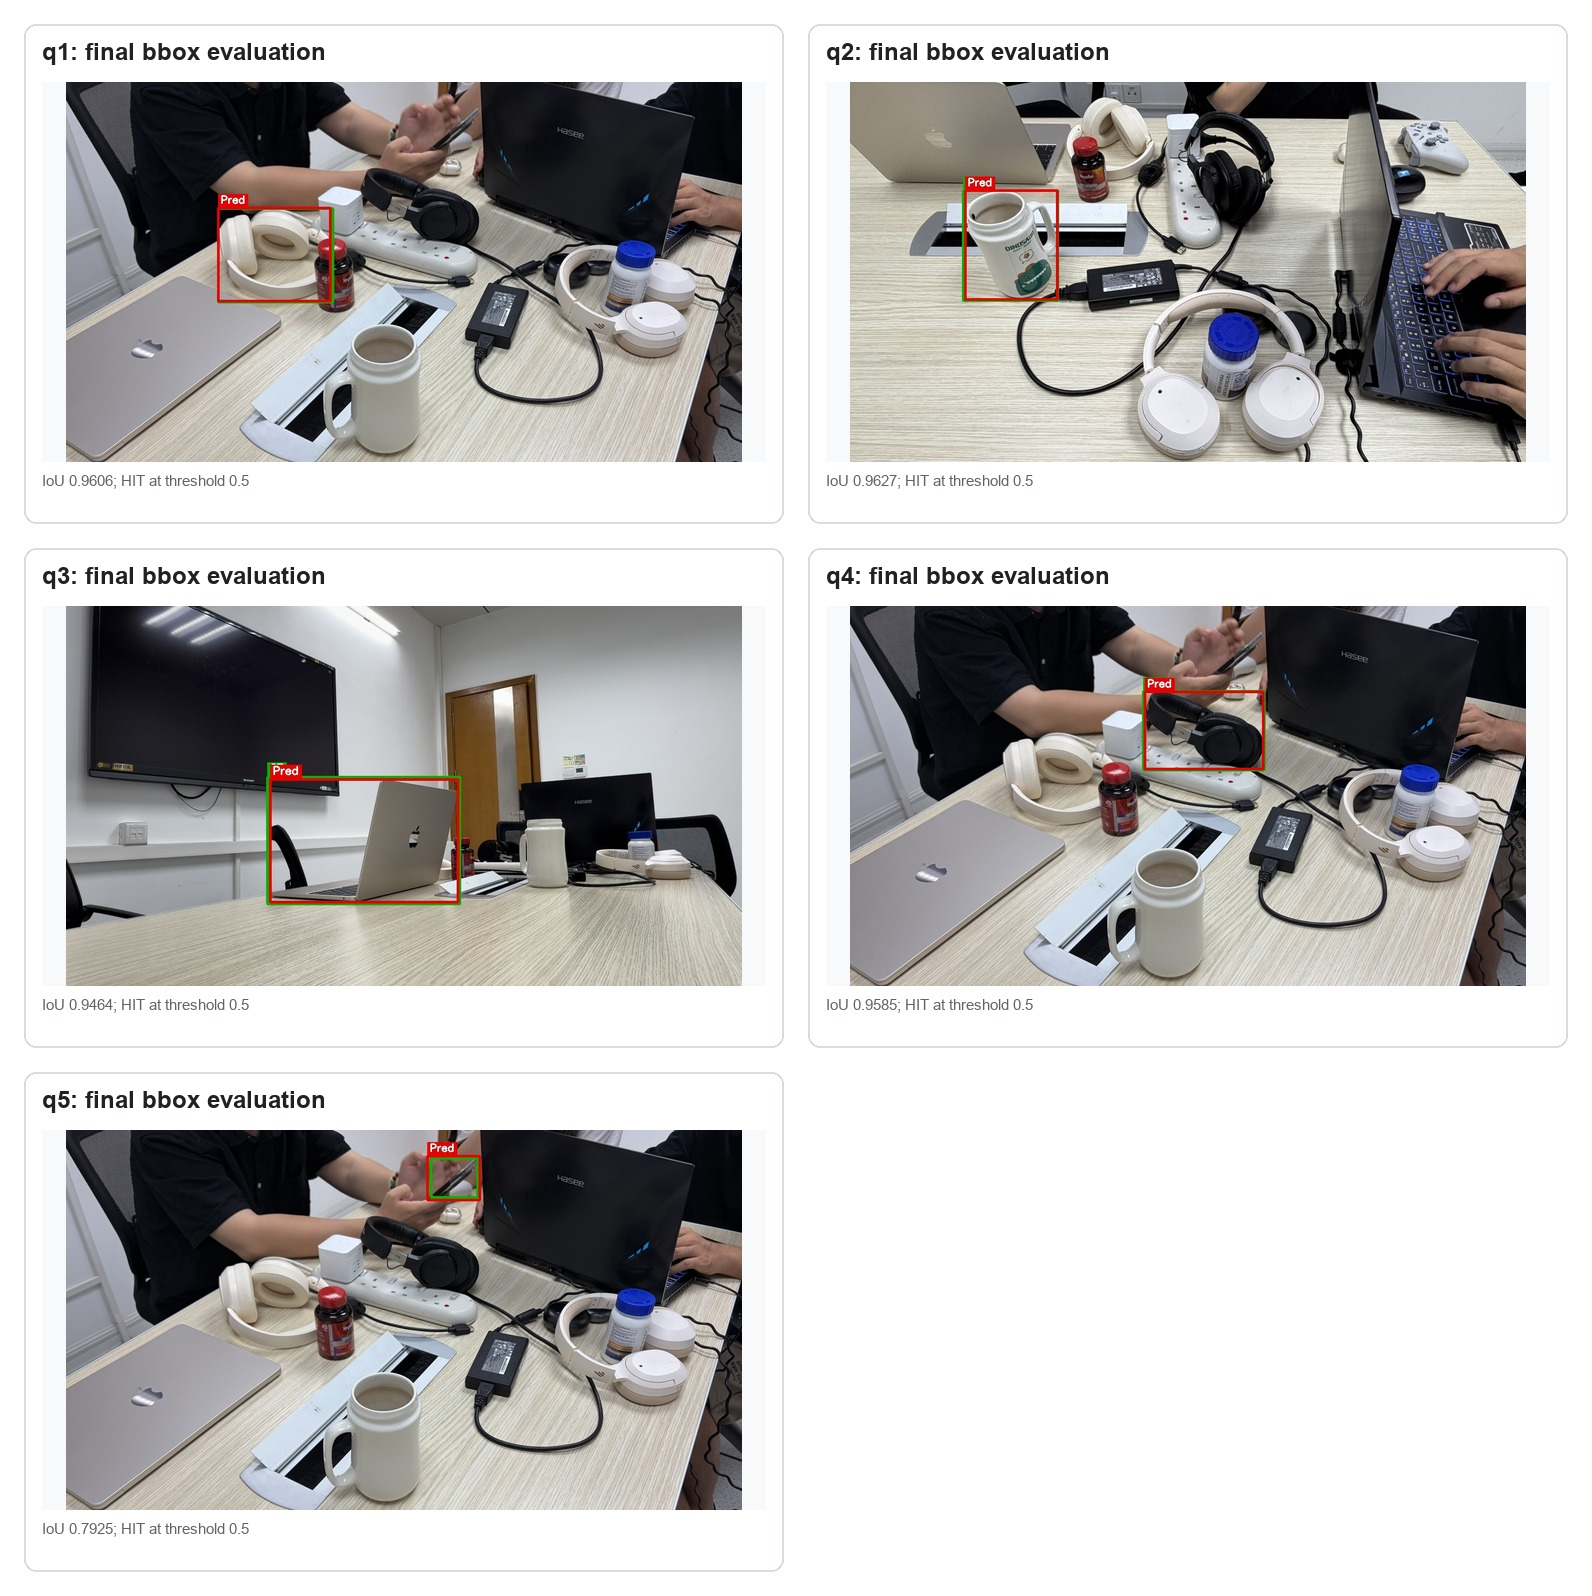 q1: final bbox evaluation
Pred
HASEE
IoU 0.9606; HIT at threshold 0.5
q2: final bbox evaluation
Pred
DINOSAUR
IoU 0.9627; HIT at threshold 0.5
q3: final bbox evaluation
Pred
HASEE
IoU 0.9464; HIT at threshold 0.5
q4: final bbox evaluation
Pred
HASEE
IoU 0.9585; HIT at threshold 0.5
q5: final bbox evaluation
Pred
HASEE
IoU 0.7925; HIT at threshold 0.5